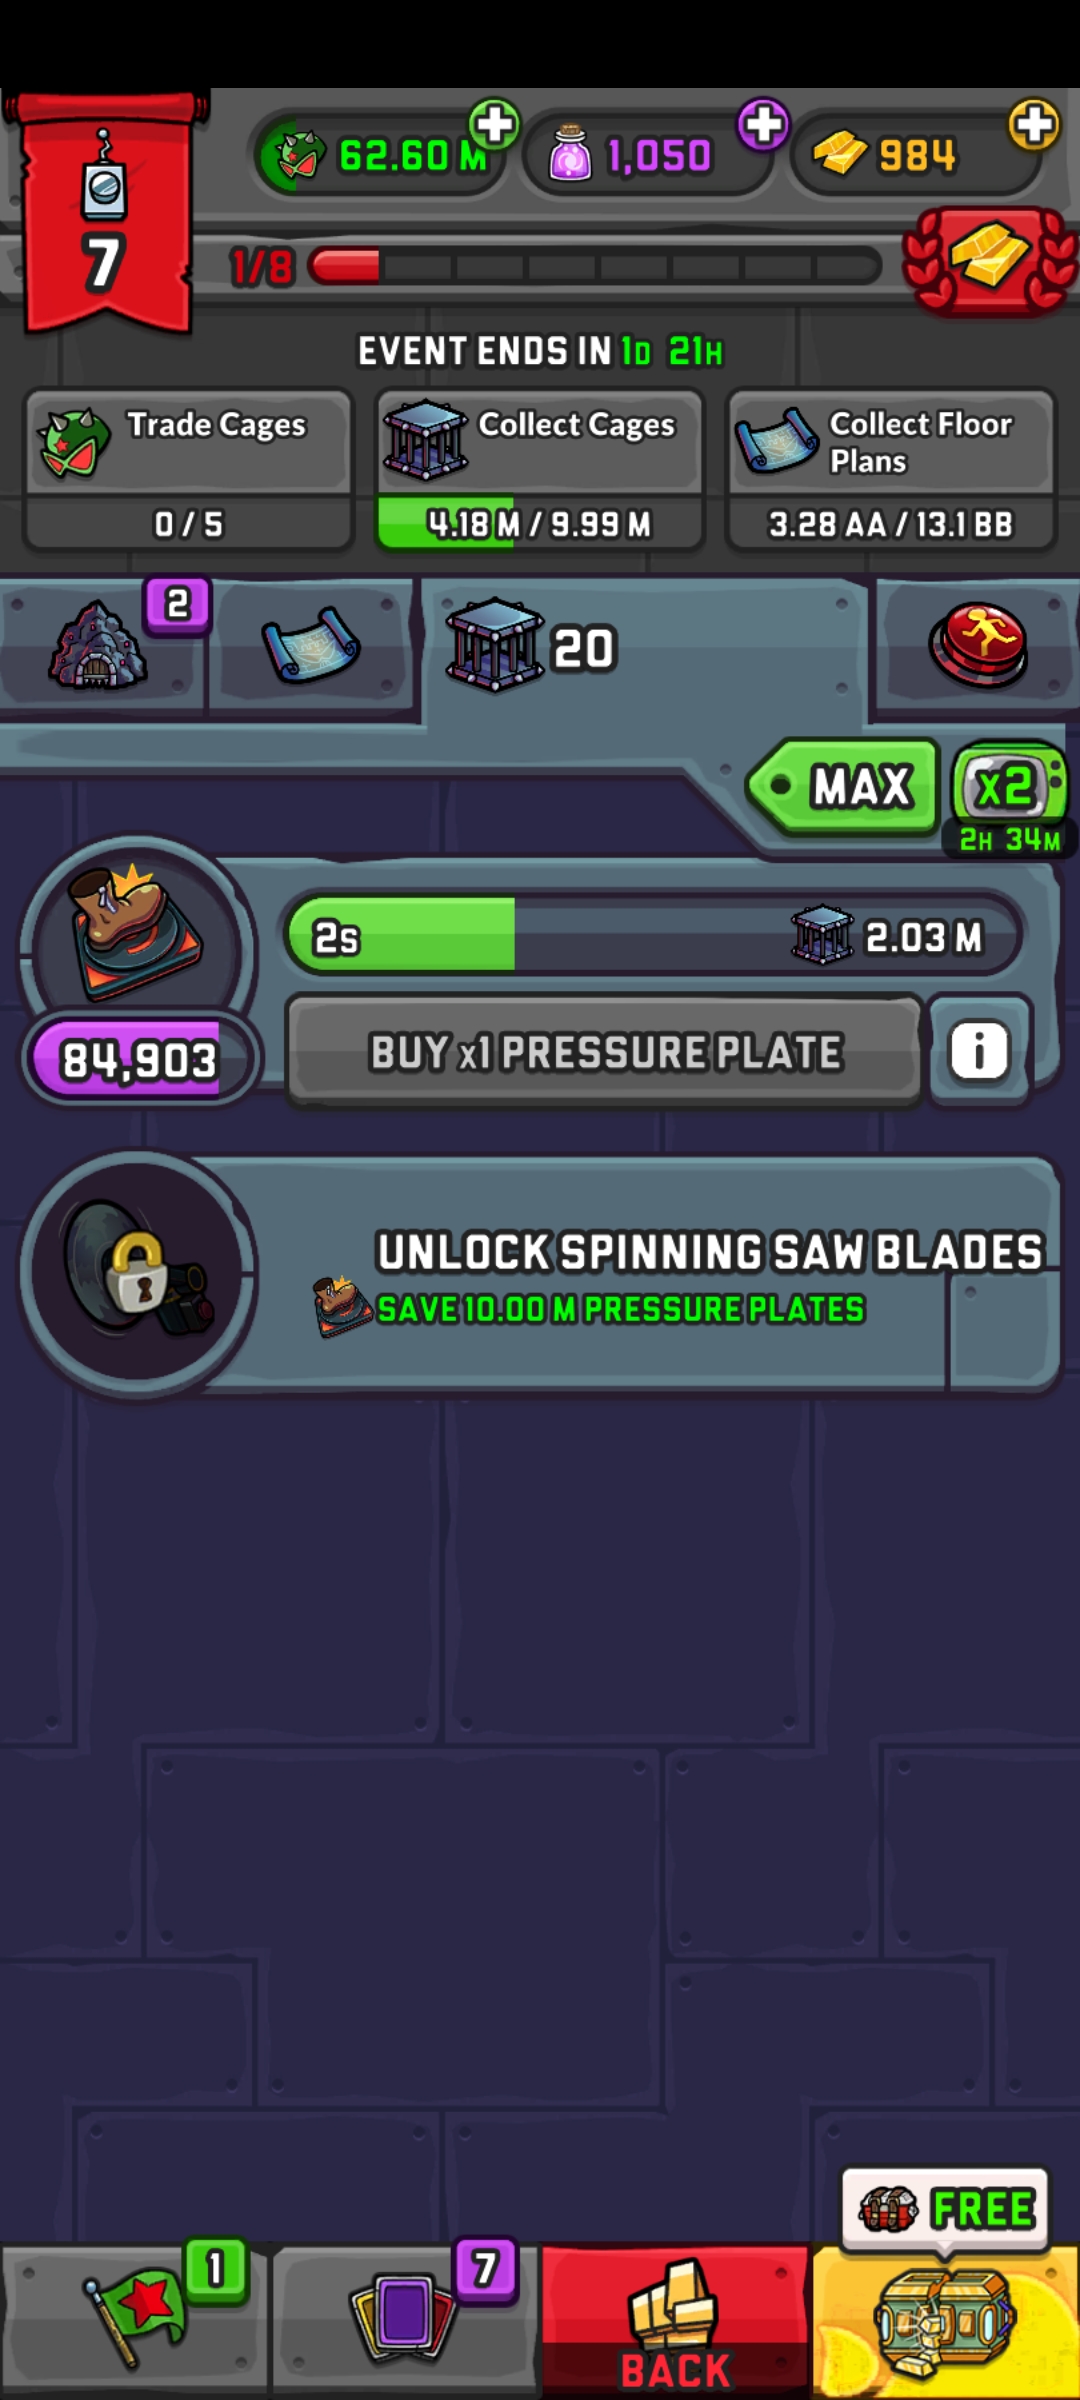 62.60 M
1,050
984
7
1/8
EVENT ENDS IN 1D 21H
Trade Cages
0 / 5
Collect Cages
4.18 M / 9.99 M
Collect Floor
Plans
3.28 AA / 13.1 BB
2
20
MAX
x2
2H 34M
2s
2.03 M
84,903
BUY x1 PRESSURE PLATE
i
UNLOCK SPINNING SAW BLADES
SAVE 10.00 M PRESSURE PLATES
FREE
1
7
BACK